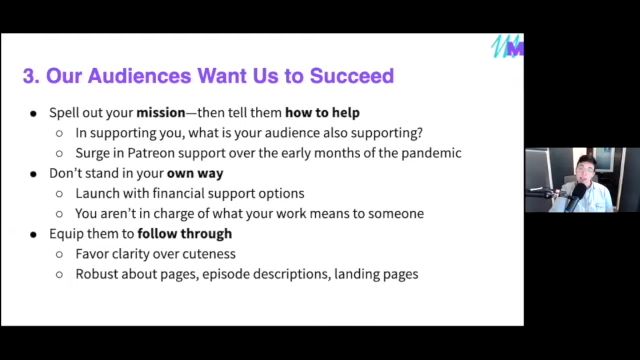 M
3. Our Audiences Want Us to Succeed
● Spell out your mission—then tell them how to help
○ In supporting you, what is your audience also supporting?
○ Surge in Patreon support over the early months of the pandemic
● Don't stand in your own way
○ Launch with financial support options
○ You aren't in charge of what your work means to someone
● Equip them to follow through
○ Favor clarity over cuteness
○ Robust about pages, episode descriptions, landing pages